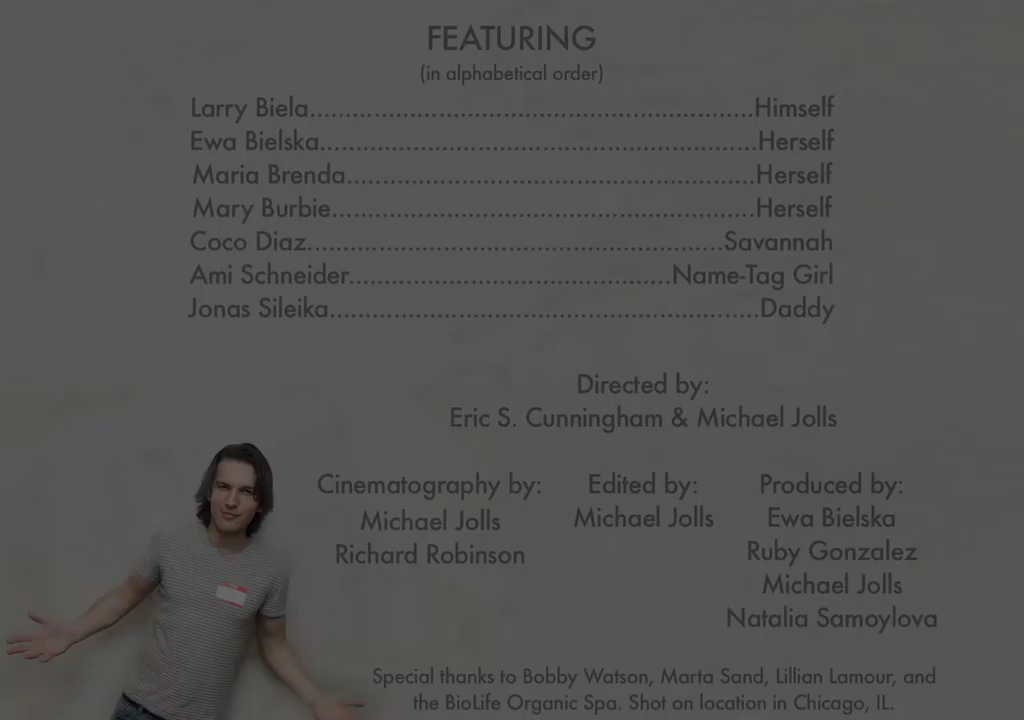 FEATURING
(in alphabetical order)
Larry Biela..........................................................Himself
Ewa Bielska.........................................................Herself
Maria Brenda.....................................................Herself
Mary Burbie.......................................................Herself
Coco Diaz......................................................Savannah
Ami Schneider..........................................Name-Tag Girl
Jonas Sileika........................................................Daddy
Directed by:
Eric S. Cunningham & Michael Jolls
Cinematography by:
Michael Jolls
Richard Robinson
Edited by:
Michael Jolls
Produced by:
Ewa Bielska
Ruby Gonzalez
Michael Jolls
Natalia Samoylova
Special thanks to Bobby Watson, Marta Sand, Lillian Lamour, and
the BioLife Organic Spa. Shot on location in Chicago, IL.